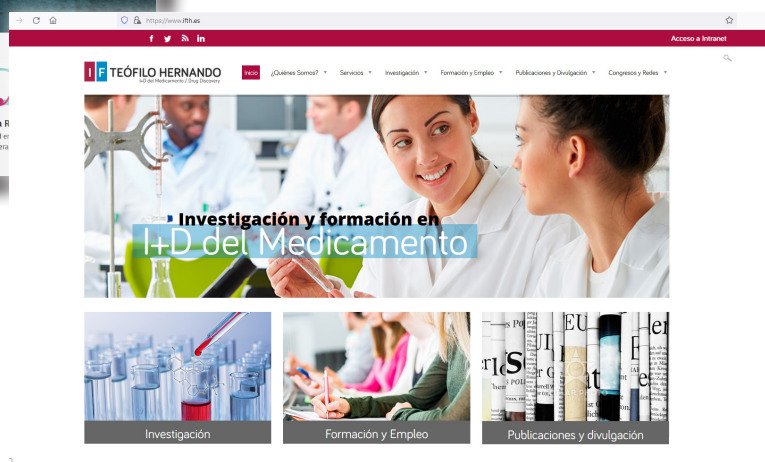 https://www.ifth.es
Acceso a Intranet
IF TEÓFILO HERNANDO
I+D del Medicamento / Drug Discovery
Inicio ¿Quiénes Somos? Servicios Investigación Formación y Empleo Publicaciones y Divulgación Congresos y Redes
Investigación y formación en
I+D del Medicamento
Investigación
Formación y Empleo
Publicaciones y divulgación